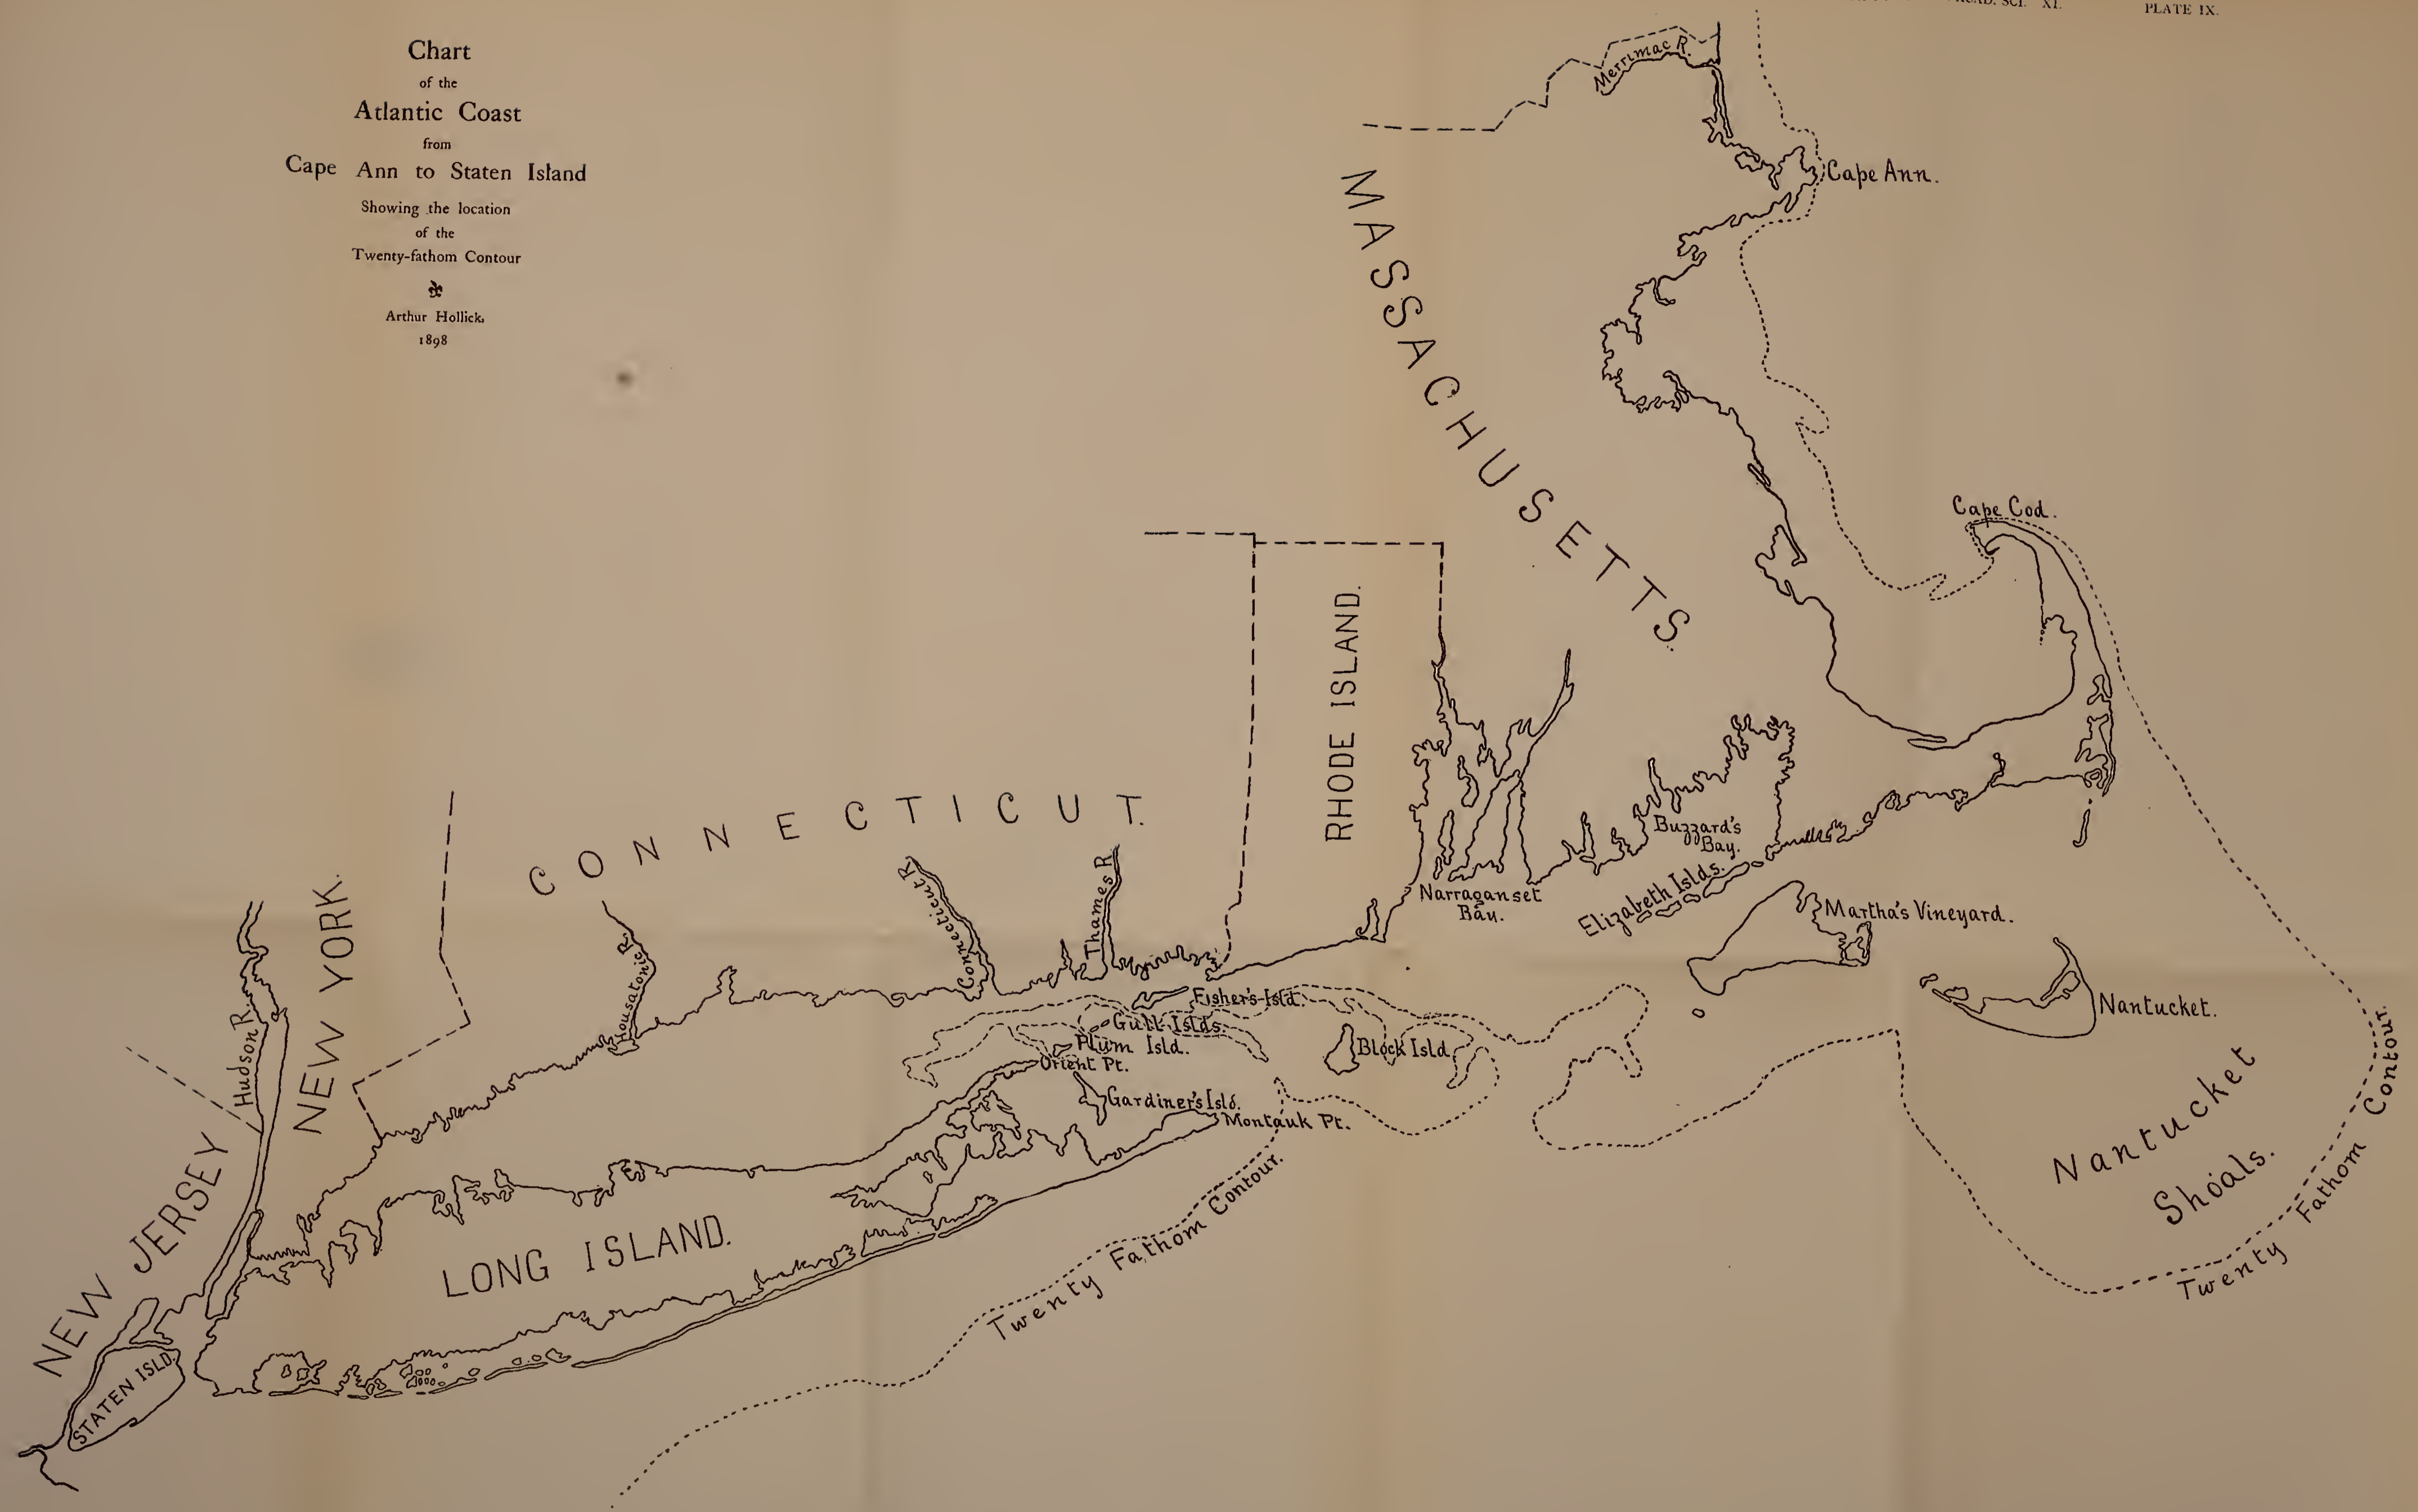 ACAD. SCI. XI.
PLATE IX.
Chart
of the
Atlantic Coast
from
Cape Ann to Staten Island
Showing the location
of the
Twenty-fathom Contour
Arthur Hollick,
1898
Merrimac R.
Cape Ann.
MASSACHUSETTS.
Cape Cod.
RHODE ISLAND.
CONNECTICUT.
NEW YORK.
Hudson R.
Housatonic R.
Connecticut R.
Thames R.
Narraganset
Bay.
Buzzard's
Bay.
Elizabeth Islds.
Martha's Vineyard.
Nantucket.
Fisher's Isld.
Gull Islds.
Plum Isld.
Orient Pt.
Block Isld.
Gardiner's Isld.
Montauk Pt.
NEW JERSEY
LONG ISLAND.
STATEN ISLD.
Twenty Fathom Contour.
Nantucket
Shoals.
Twenty Fathom Contour.